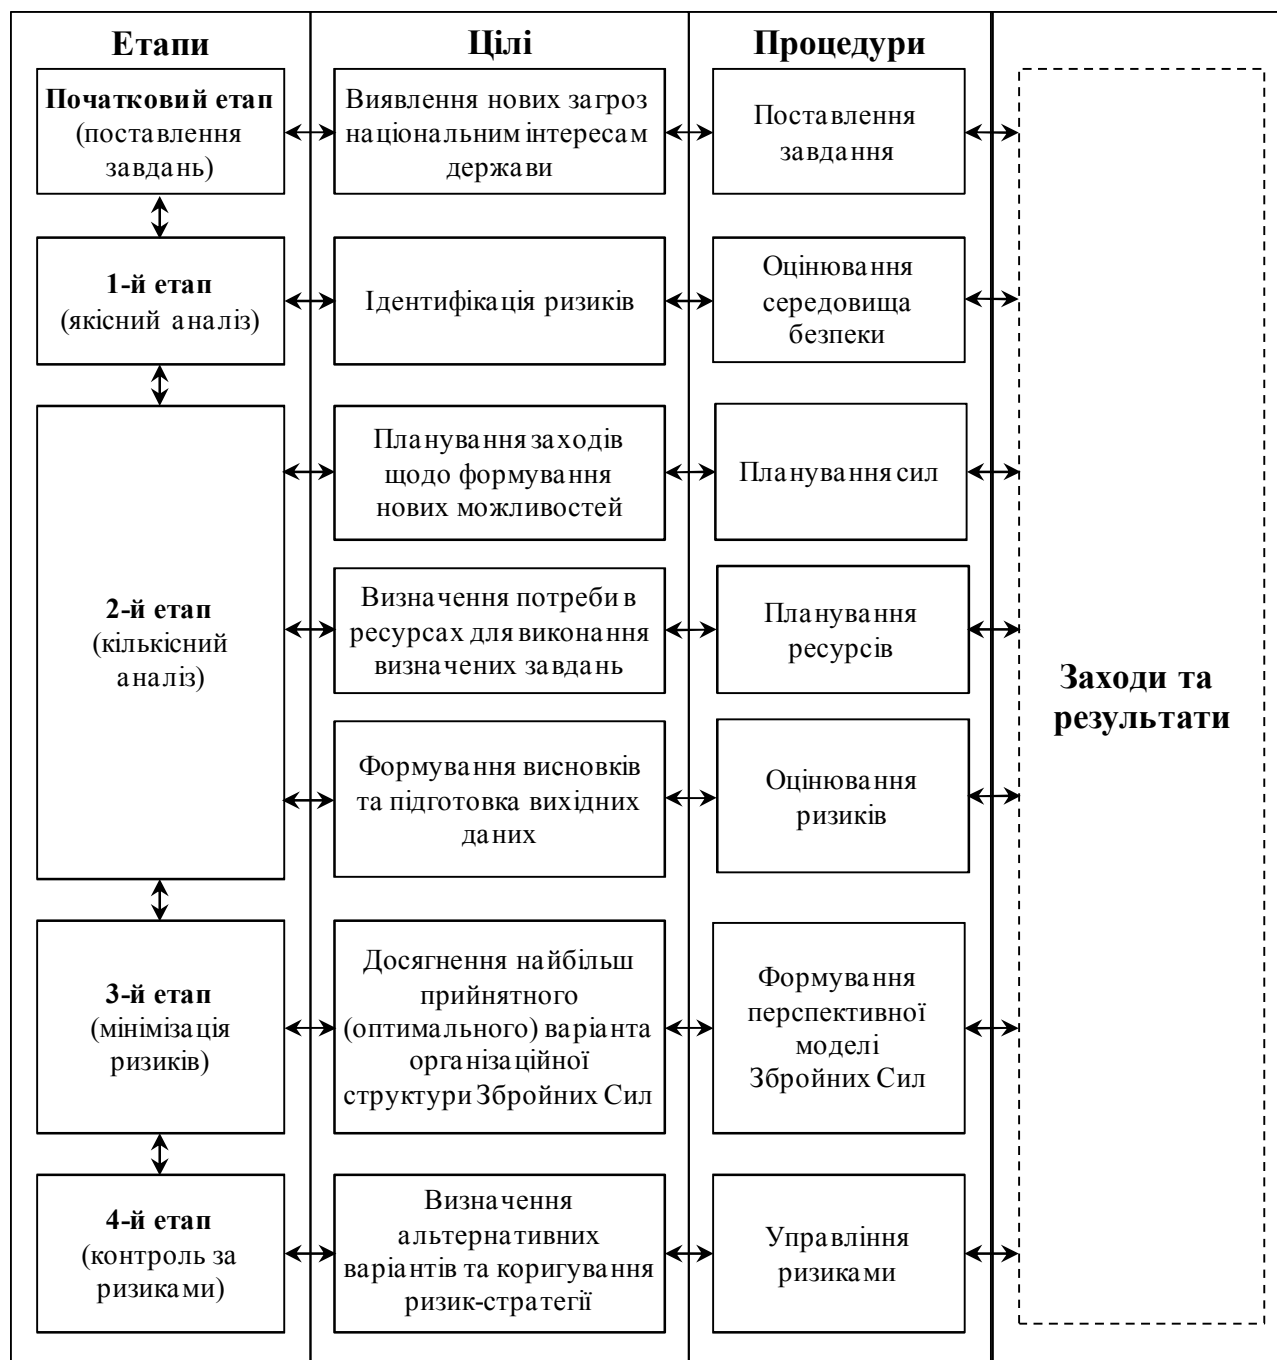 Етапи
Цілі
Процедури
Початковий етап
(поставлення
завдань)
Виявлення нових загроз
національним інтересам
держави
Поставлення
завдання
1-й етап
(якісний аналіз)
Ідентифікація ризиків
Оцінювання
середовища
безпеки
2-й етап
(кількісний
аналіз)
Планування заходів
щодо формування
нових можливостей
Планування сил
Визначення потреби в
ресурсах для виконання
визначених завдань
Планування
ресурсів
Формування висновків
та підготовка вихідних
даних
Оцінювання
ризиків
3-й етап
(мінімізація
ризиків)
Досягнення найбільш
прийнятного
(оптимального) варіанта
організаційної
структури Збройних Сил
Формування
перспективної
моделі
Збройних Сил
4-й етап
(контроль за
ризиками)
Визначення
альтернативних
варіантів та коригування
ризик-стратегії
Управління
ризиками
Заходи та
результати